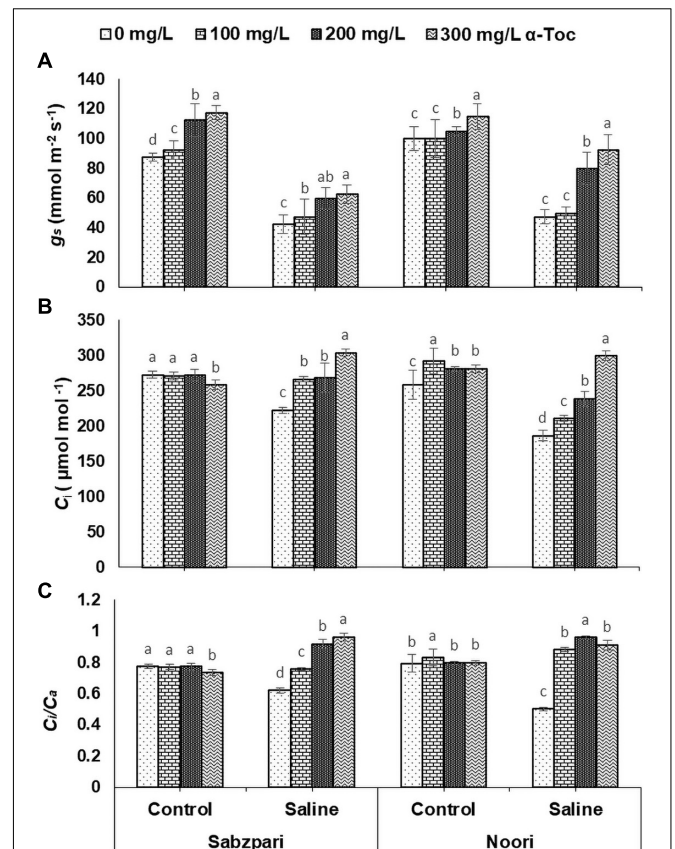 0 mg/L 100 mg/L 200 mg/L 300 mg/L α-Toc
A
gs (mmol m-2 s-1)
140
120
100
80
60
40
20
0
d c b a
c b ab a
c c b a
c c b a
B
Ci ( µmol mol -1)
350
300
250
200
150
100
50
0
a a a b
c b b a
c a b b
d c b a
C
Ci/Ca
1.2
1
0.8
0.6
0.4
0.2
0
a a a b
d c b a
b a b b
c b a b
Control Saline Control Saline
Sabzpari Noori